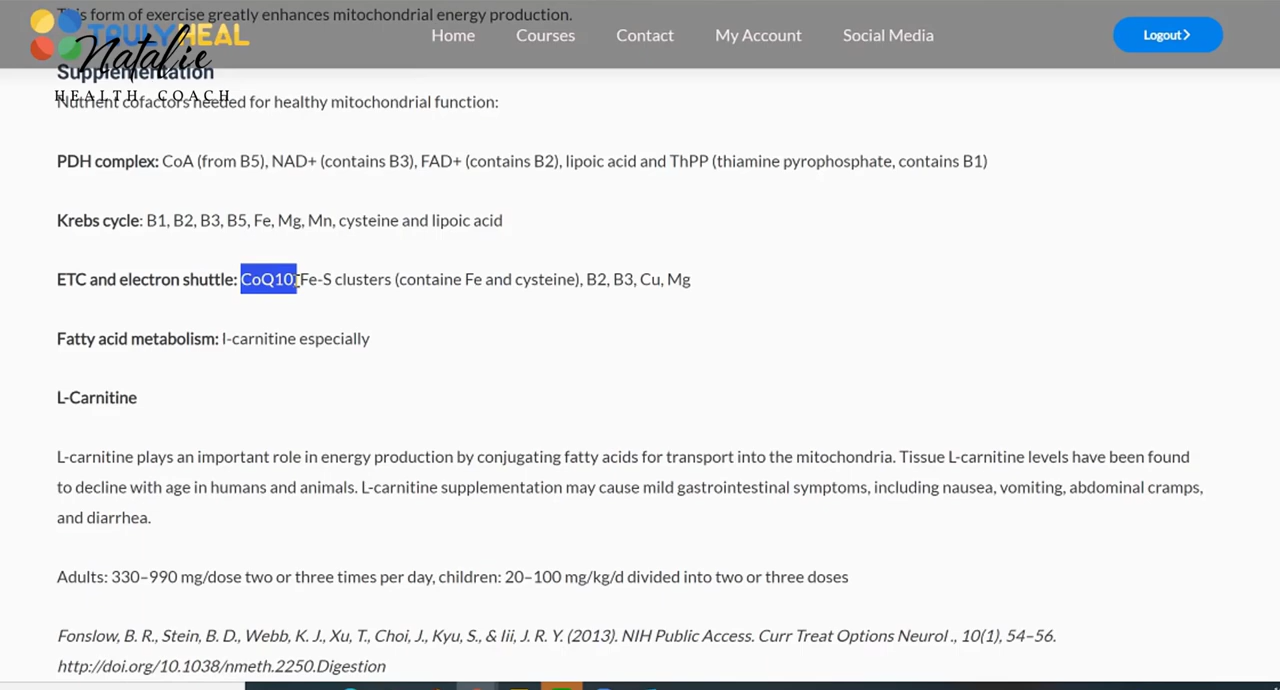 This form of exercise greatly enhances mitochondrial energy production.
TRULY HEAL
Natalie
HEALTH COACH
Home
Courses
Contact
My Account
Social Media
Logout
Supplementation
Nutrient cofactors needed for healthy mitochondrial function:
PDH complex: CoA (from B5), NAD+ (contains B3), FAD+ (contains B2), lipoic acid and ThPP (thiamine pyrophosphate, contains B1)
Krebs cycle: B1, B2, B3, B5, Fe, Mg, Mn, cysteine and lipoic acid
ETC and electron shuttle: CoQ10, Fe-S clusters (containe Fe and cysteine), B2, B3, Cu, Mg
Fatty acid metabolism: l-carnitine especially
L-Carnitine
L-carnitine plays an important role in energy production by conjugating fatty acids for transport into the mitochondria. Tissue L-carnitine levels have been found
to decline with age in humans and animals. L-carnitine supplementation may cause mild gastrointestinal symptoms, including nausea, vomiting, abdominal cramps,
and diarrhea.
Adults: 330–990 mg/dose two or three times per day, children: 20–100 mg/kg/d divided into two or three doses
Fonslow, B. R., Stein, B. D., Webb, K. J., Xu, T., Choi, J., Kyu, S., & Iii, J. R. Y. (2013). NIH Public Access. Curr Treat Options Neurol ., 10(1), 54–56.
http://doi.org/10.1038/nmeth.2250.Digestion